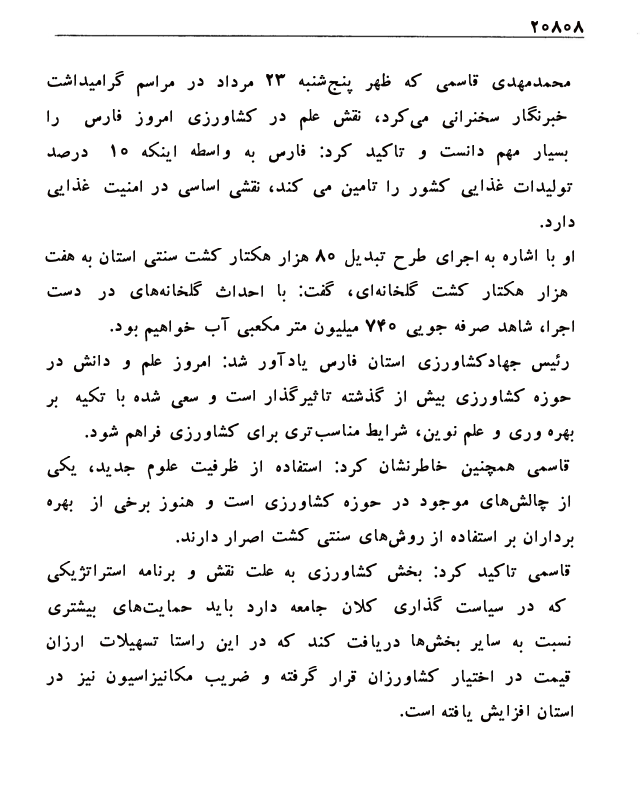 ۲۰۸۰۸
محمدمهدی قاسمی که ظهر پنج‌شنبه ۲۳ مرداد در مراسم گرامیداشت
خبرنگار سخنرانی می‌کرد، نقش علم در کشاورزی امروز فارس را
بسیار مهم دانست و تاکید کرد: فارس به واسطه اینکه ۱۰ درصد
تولیدات غذایی کشور را تامین می کند، نقشی اساسی در امنیت غذایی
دارد.
او با اشاره به اجرای طرح تبدیل ۸۰ هزار هکتار کشت سنتی استان به هفت
هزار هکتار کشت گلخانه‌ای، گفت: با احداث گلخانه‌های در دست
اجرا، شاهد صرفه جویی ۷۴۰ میلیون متر مکعبی آب خواهیم بود.
رئیس جهادکشاورزی استان فارس یادآور شد: امروز علم و دانش در
حوزه کشاورزی بیش از گذشته تاثیرگذار است و سعی شده با تکیه بر
بهره وری و علم نوین، شرایط مناسب‌تری برای کشاورزی فراهم شود.
قاسمی همچنین خاطرنشان کرد: استفاده از ظرفیت علوم جدید، یکی
از چالش‌های موجود در حوزه کشاورزی است و هنوز برخی از بهره
برداران بر استفاده از روش‌های سنتی کشت اصرار دارند.
قاسمی تاکید کرد: بخش کشاورزی به علت نقش و برنامه استراتژیکی
که در سیاست گذاری کلان جامعه دارد باید حمایت‌های بیشتری
نسبت به سایر بخش‌ها دریافت کند که در این راستا تسهیلات ارزان
قیمت در اختیار کشاورزان قرار گرفته و ضریب مکانیزاسیون نیز در
استان افزایش یافته است.